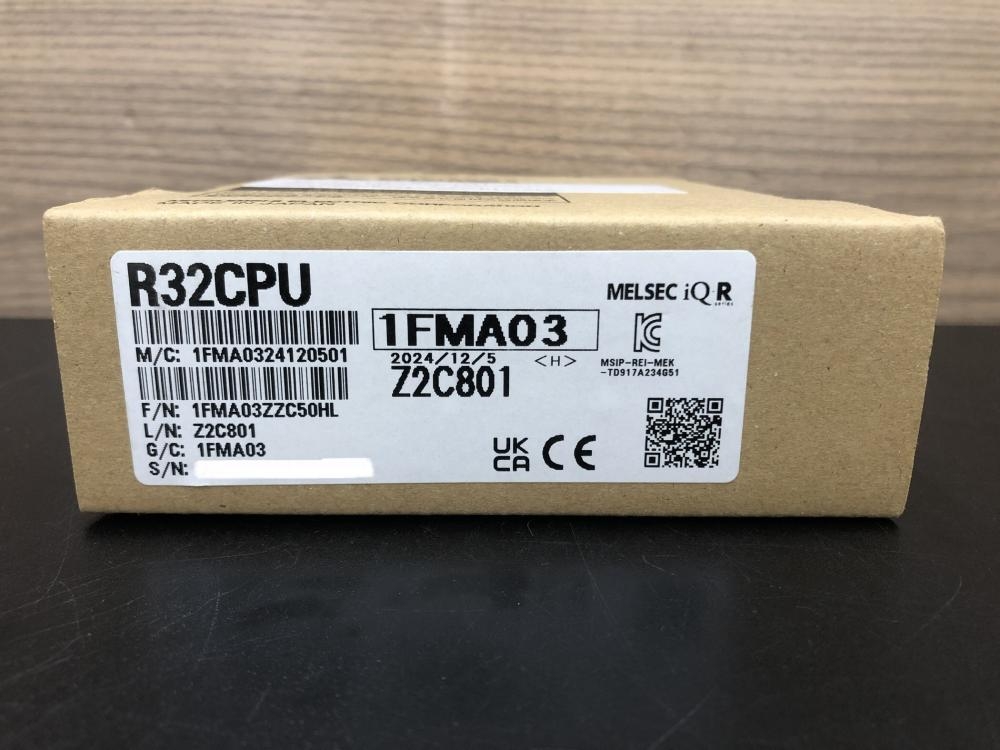 R32CPU
MELSEC iQ R
series
1FMA03
M/C: 1FMA0324120501
2024/12/5 <H>
MSIP-REI-MEK
-TD917A234G51
Z2C801
F/N: 1FMA03ZZC50HL
L/N: Z2C801
G/C: 1FMA03
S/N:
UK
CA CE